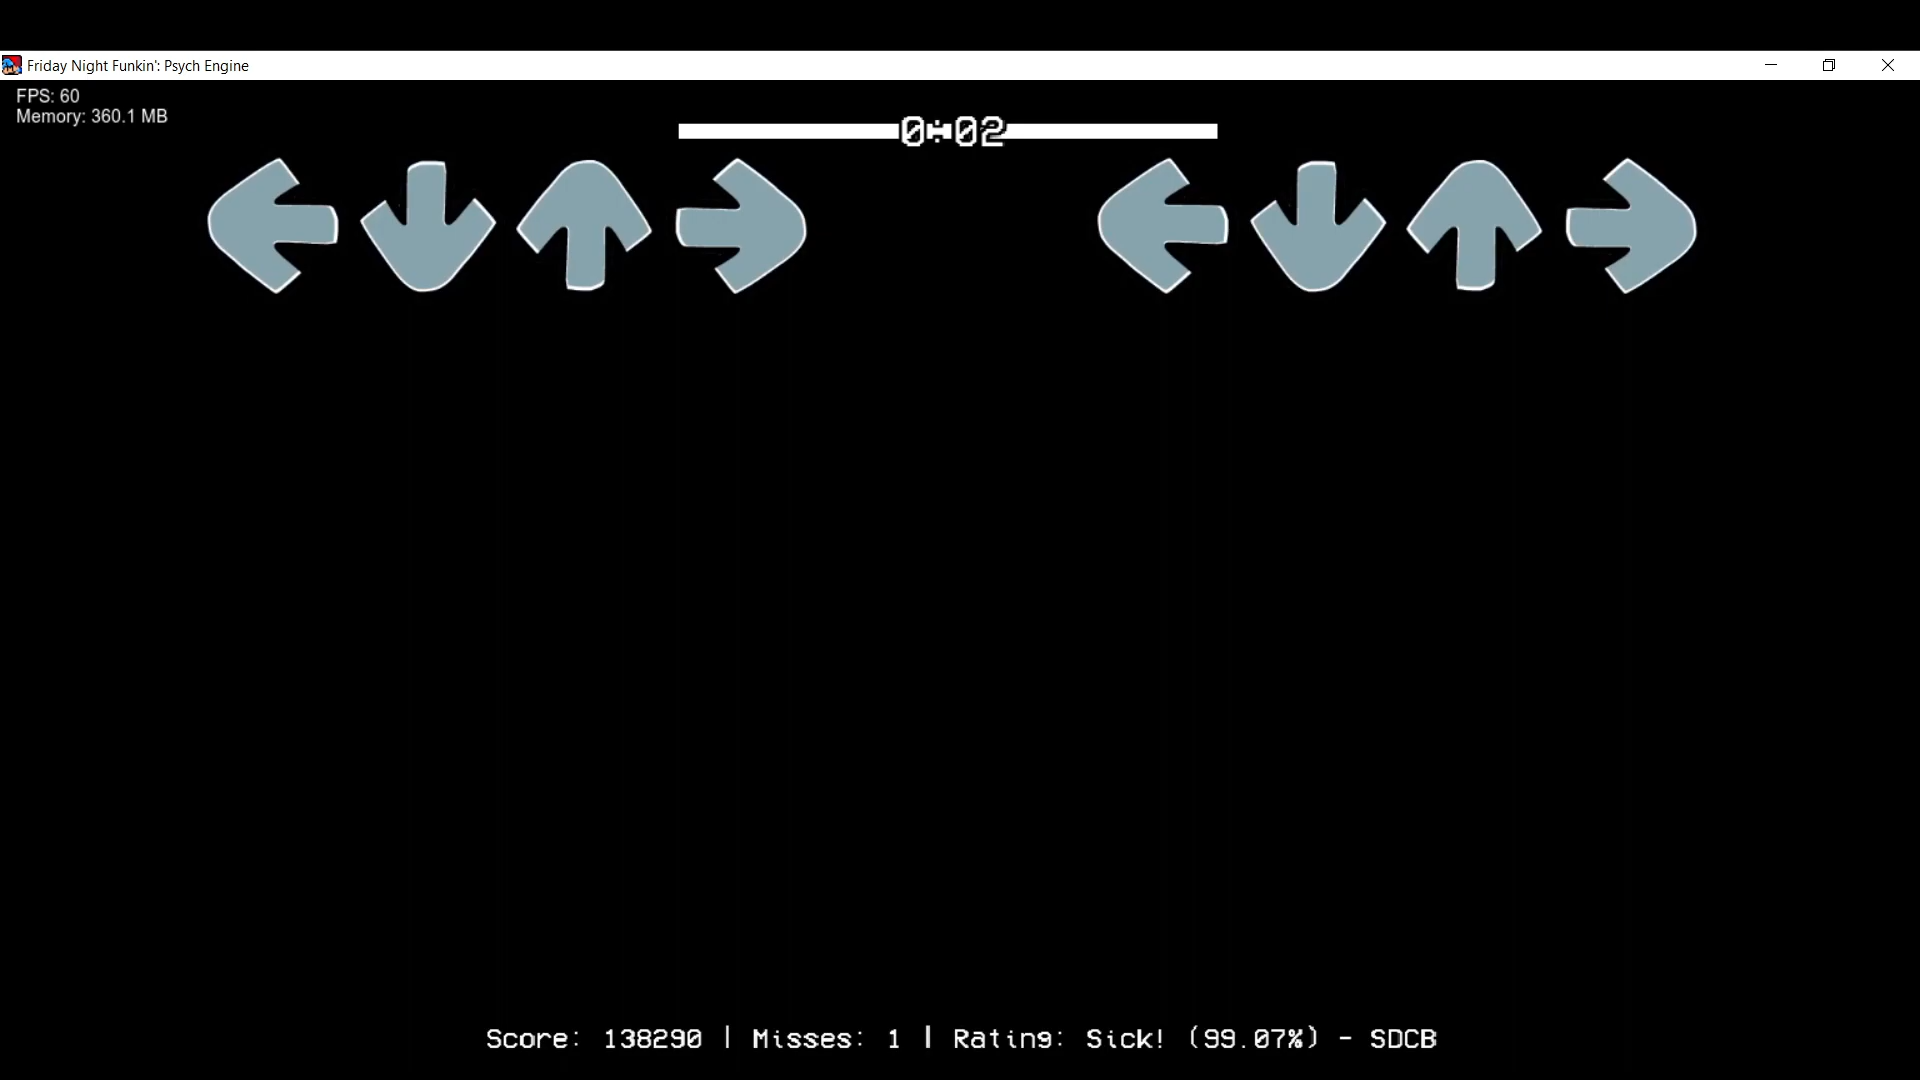 Friday Night Funkin': Psych Engine
FPS: 60
Memory: 360.1 MB
0:02
Score: 138290 | Misses: 1 | Rating: Sick! (99.07%) - SDCB